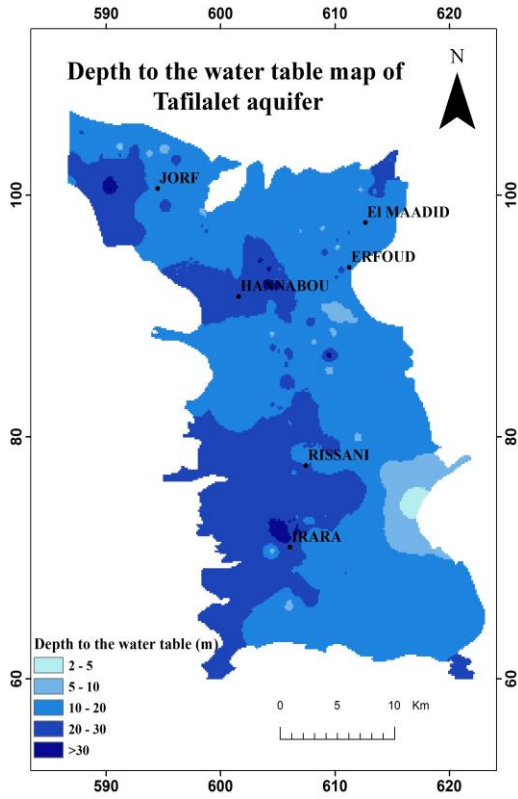 590 600 610 620
Depth to the water table map of
Tafilalet aquifer
N
100 100
JORF
El MAADID
ERFOUD
HANNABOU
80 80
RISSANI
IRARA
Depth to the water table (m)
2 - 5
5 - 10
10 - 20
20 - 30
>30
60 60
0 5 10 Km
590 600 610 620